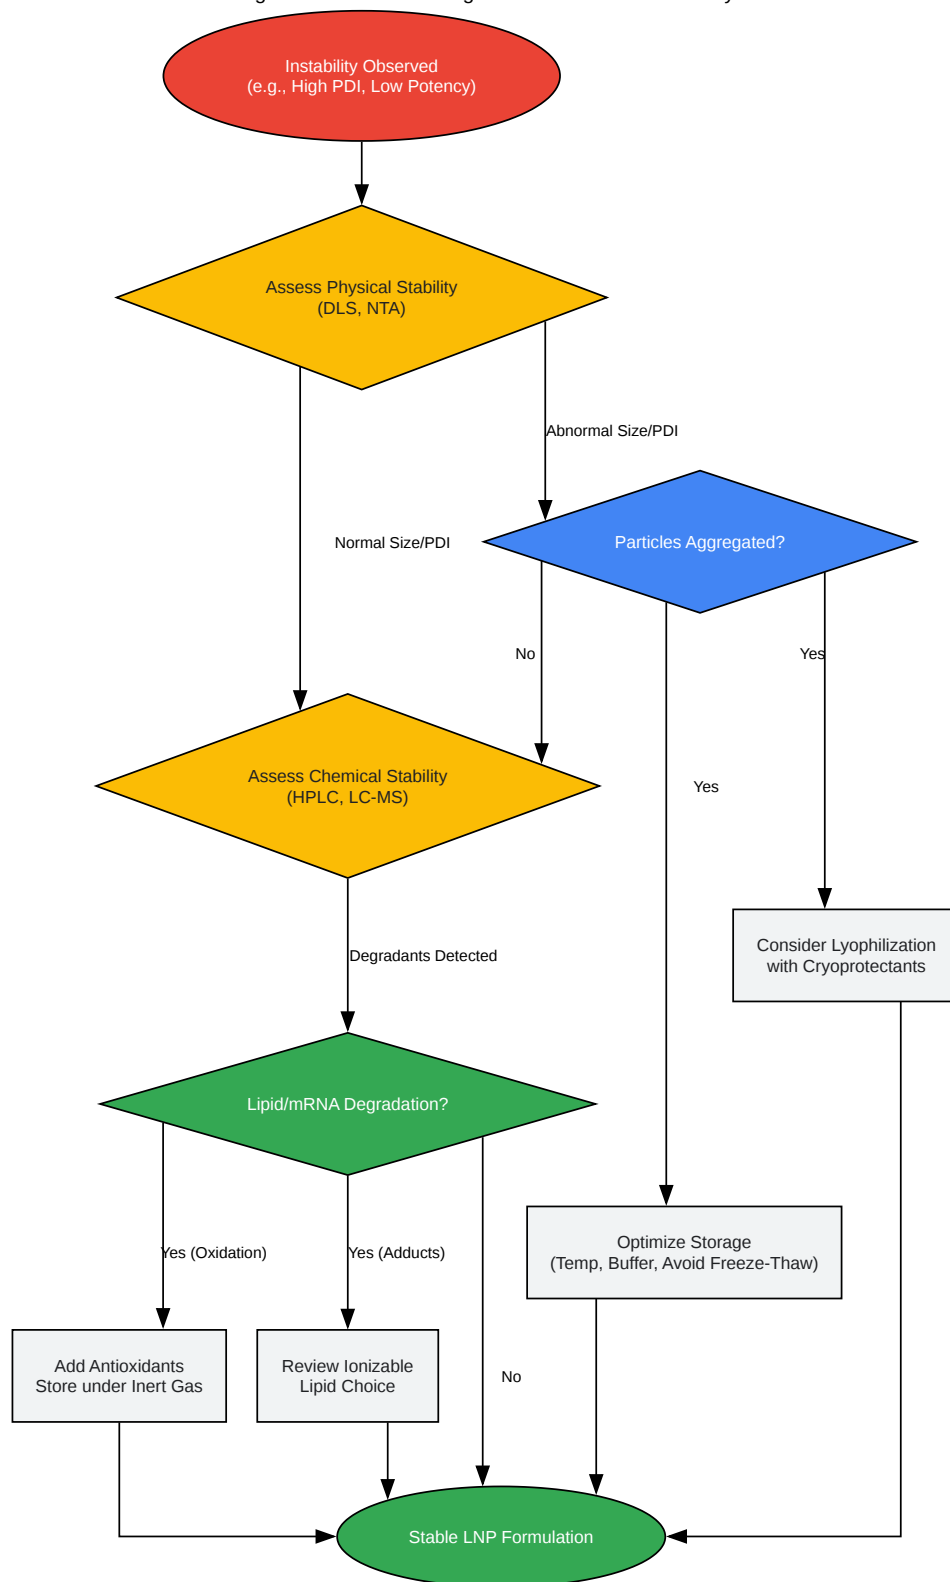 Instability Observed
(e.g., High PDI, Low Potency)
Assess Physical Stability
(DLS, NTA)
Abnormal Size/PDI
Normal Size/PDI
Particles Aggregated?
No
Yes
Assess Chemical Stability
(HPLC, LC-MS)
Yes
Consider Lyophilization
with Cryoprotectants
Degradants Detected
Lipid/mRNA Degradation?
Yes (Oxidation)
Yes (Adducts)
Optimize Storage
(Temp, Buffer, Avoid Freeze-Thaw)
Add Antioxidants
Store under Inert Gas
Review Ionizable
Lipid Choice
No
Stable LNP Formulation